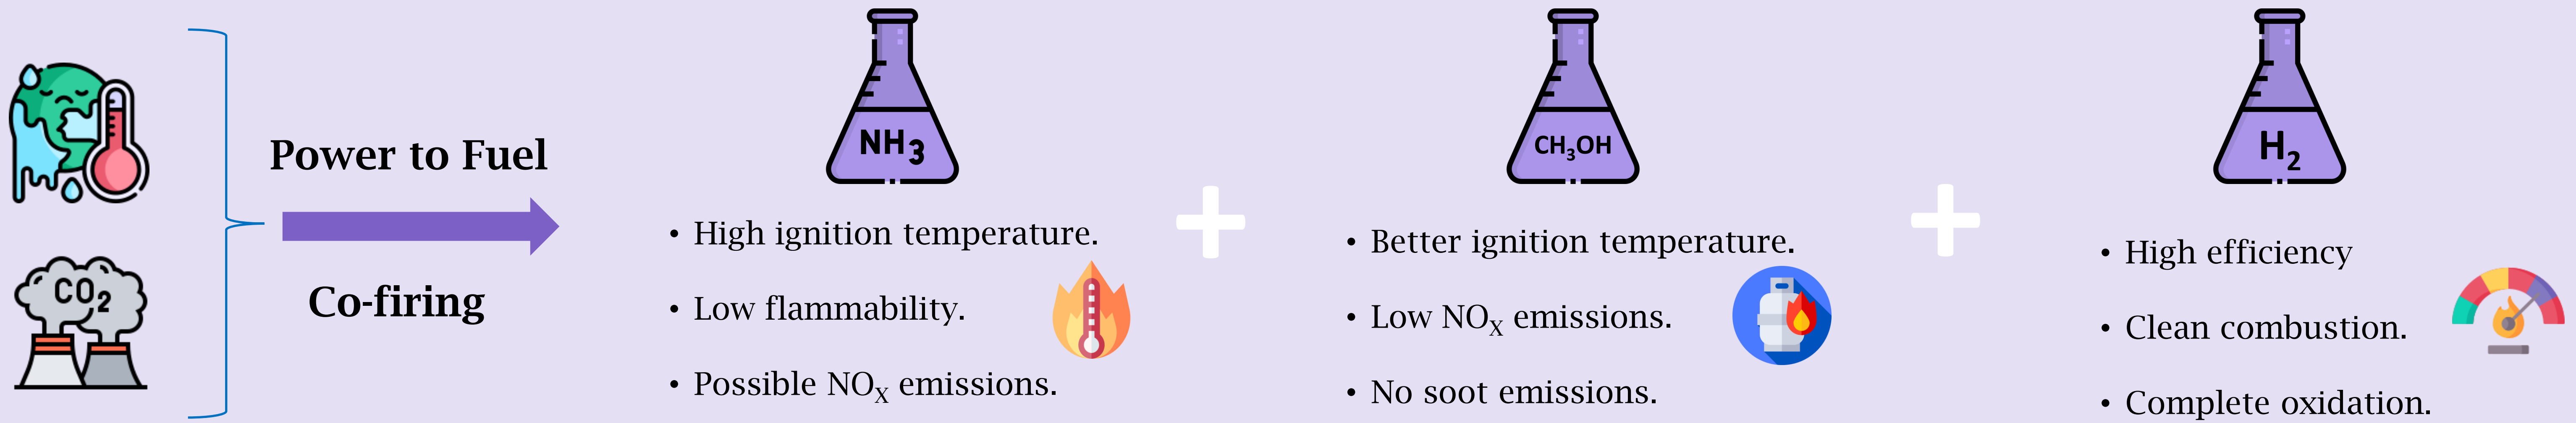 CO2
Power to Fuel
Co-firing
NH3
• High ignition temperature.
• Low flammability.
• Possible NOX emissions.
CH3OH
• Better ignition temperature.
• Low NOX emissions.
• No soot emissions.
H2
• High efficiency
• Clean combustion.
• Complete oxidation.